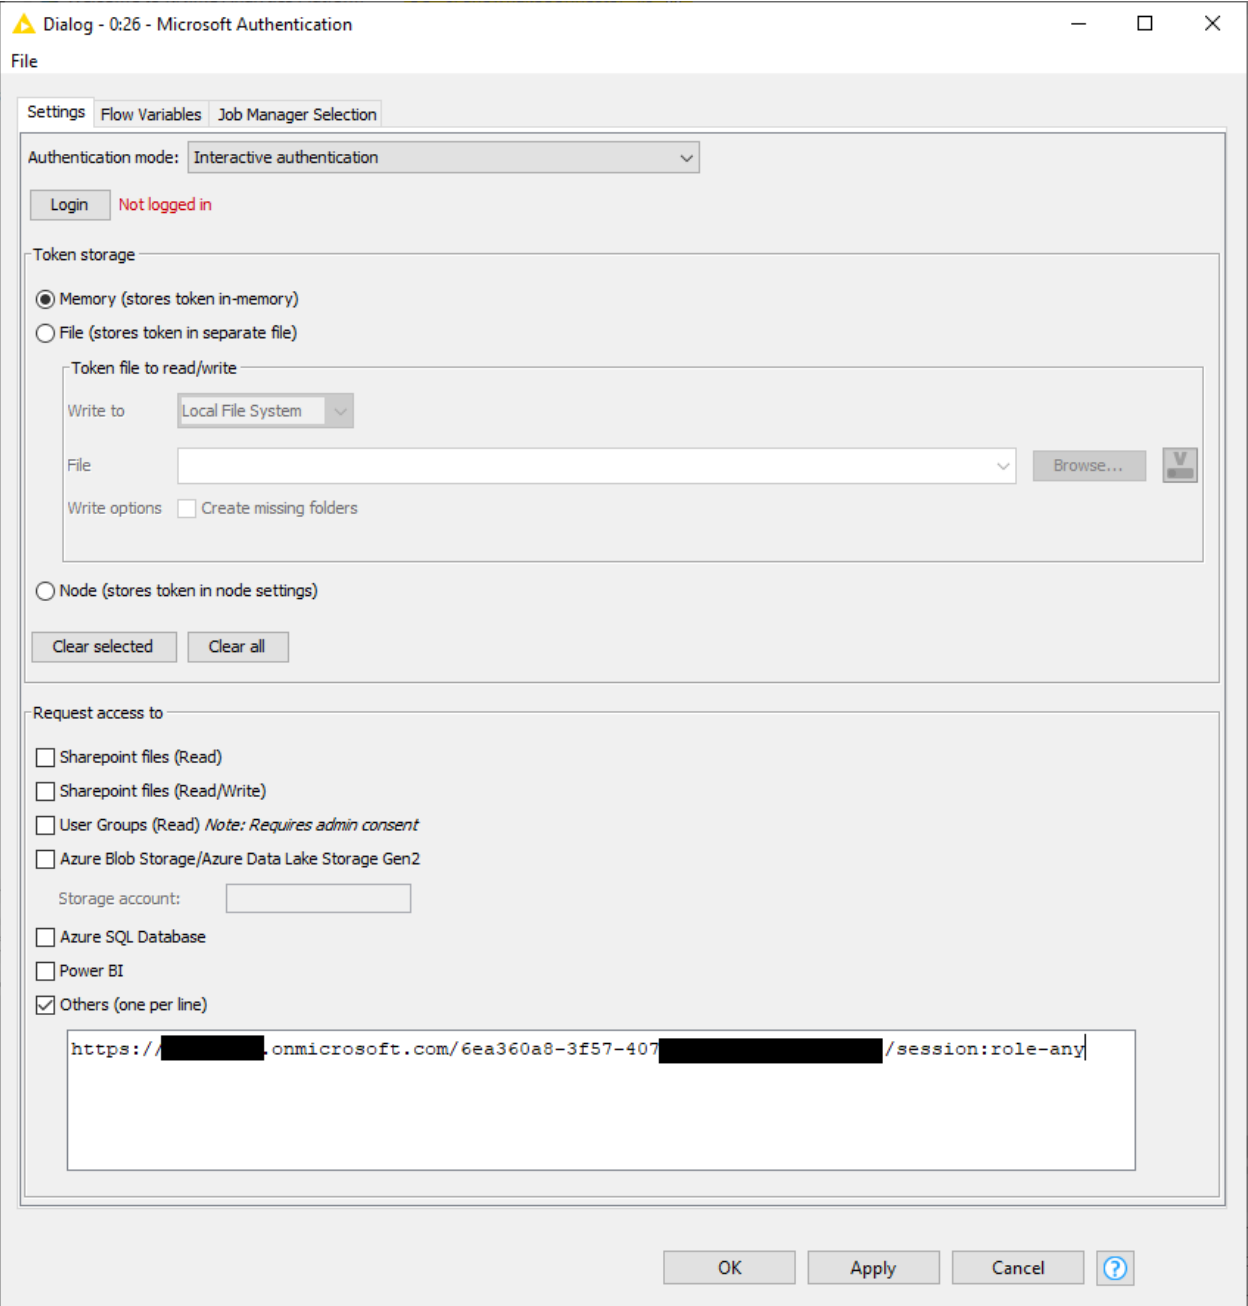 Dialog - 0:26 - Microsoft Authentication
File
Settings Flow Variables Job Manager Selection
Authentication mode: Interactive authentication
Login Not logged in
Token storage
Memory (stores token in-memory)
File (stores token in separate file)
Token file to read/write
Write to Local File System
File Browse... V
Write options Create missing folders
Node (stores token in node settings)
Clear selected Clear all
Request access to
Sharepoint files (Read)
Sharepoint files (Read/Write)
User Groups (Read) Note: Requires admin consent
Azure Blob Storage/Azure Data Lake Storage Gen2
Storage account:
Azure SQL Database
Power BI
Others (one per line)
https://.onmicrosoft.com/6ea360a8-3f57-407/session:role-any
OK Apply Cancel ?